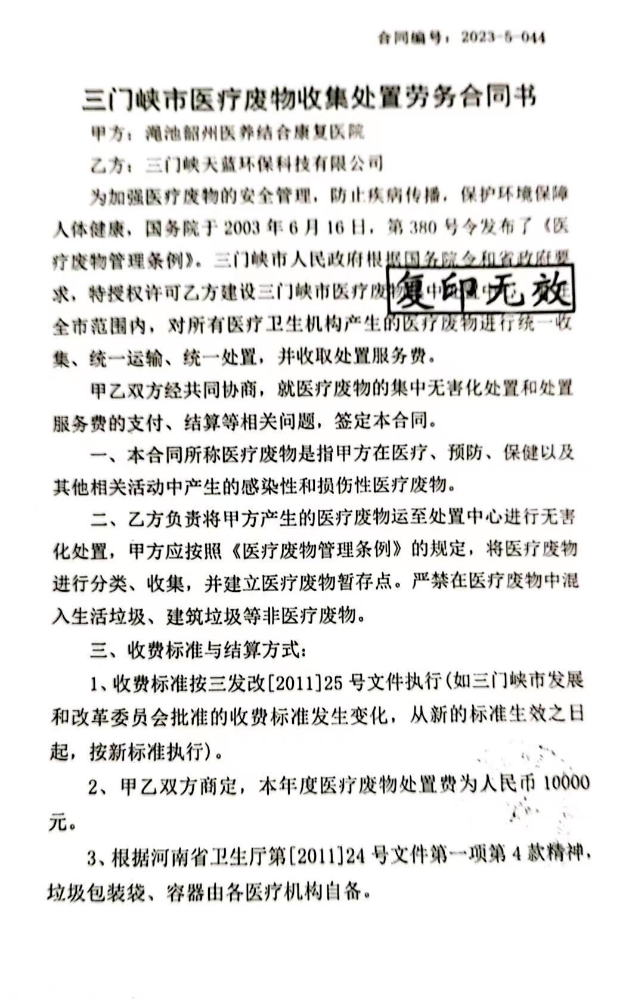 合同编号：2023-5-044
三门峡市医疗废物收集处置劳务合同书
甲方：渑池韶州医养结合康复医院
乙方：三门峡天蓝环保科技有限公司
为加强医疗废物的安全管理，防止疾病传播，保护环境保障
人体健康，国务院于 2003 年 6 月 16 日，第 380 号令发布了《医
疗废物管理条例》。三门峡市人民政府根据国务院令和省政府要
求，特授权许可乙方建设三门峡市医疗废物集中处置中
复印无效
全市范围内，对所有医疗卫生机构产生的医疗废物进行统一收
集、统一运输、统一处置，并收取处置服务费。
甲乙双方经共同协商，就医疗废物的集中无害化处置和处置
服务费的支付、结算等相关问题，签定本合同。
一、本合同所称医疗废物是指甲方在医疗、预防、保健以及
其他相关活动中产生的感染性和损伤性医疗废物。
二、乙方负责将甲方产生的医疗废物运至处置中心进行无害
化处置，甲方应按照《医疗废物管理条例》的规定，将医疗废物
进行分类、收集，并建立医疗废物暂存点。严禁在医疗废物中混
入生活垃圾、建筑垃圾等非医疗废物。
三、收费标准与结算方式：
1、收费标准按三发改[2011]25 号文件执行(如三门峡市发展
和改革委员会批准的收费标准发生变化，从新的标准生效之日
起，按新标准执行)。
2、甲乙双方商定，本年度医疗废物处置费为人民币 10000
元。
3、根据河南省卫生厅第[2011]24 号文件第一项第 4 款精神，
垃圾包装袋、容器由各医疗机构自备。